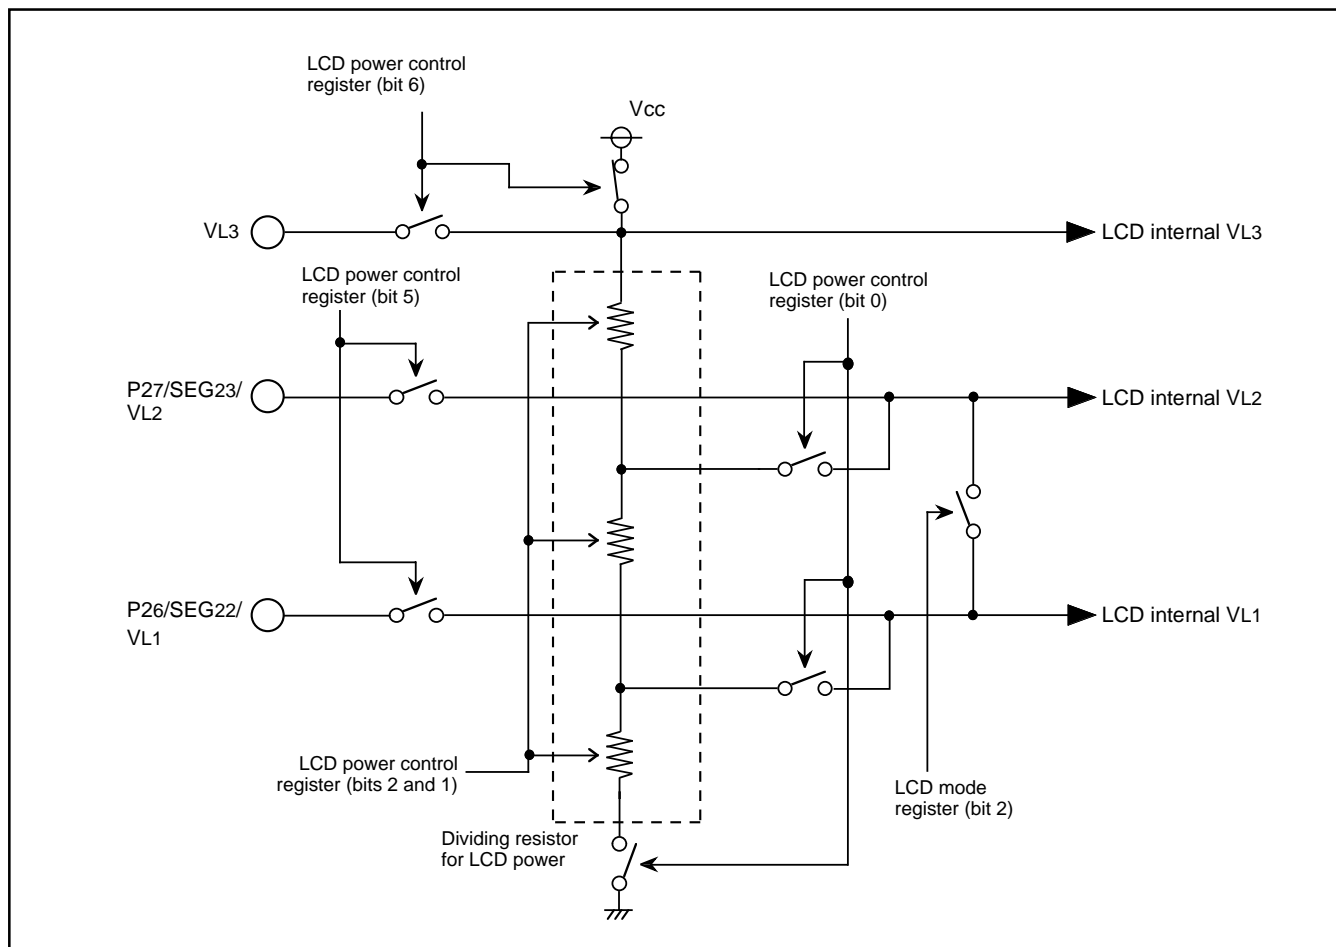 LCD power control
register (bit 6)
Vcc
VL3
LCD internal VL3
LCD power control
register (bit 5)
LCD power control
register (bit 0)
P27/SEG23/
VL2
LCD internal VL2
P26/SEG22/
VL1
LCD internal VL1
LCD power control
register (bits 2 and 1)
LCD mode
register (bit 2)
Dividing resistor
for LCD power